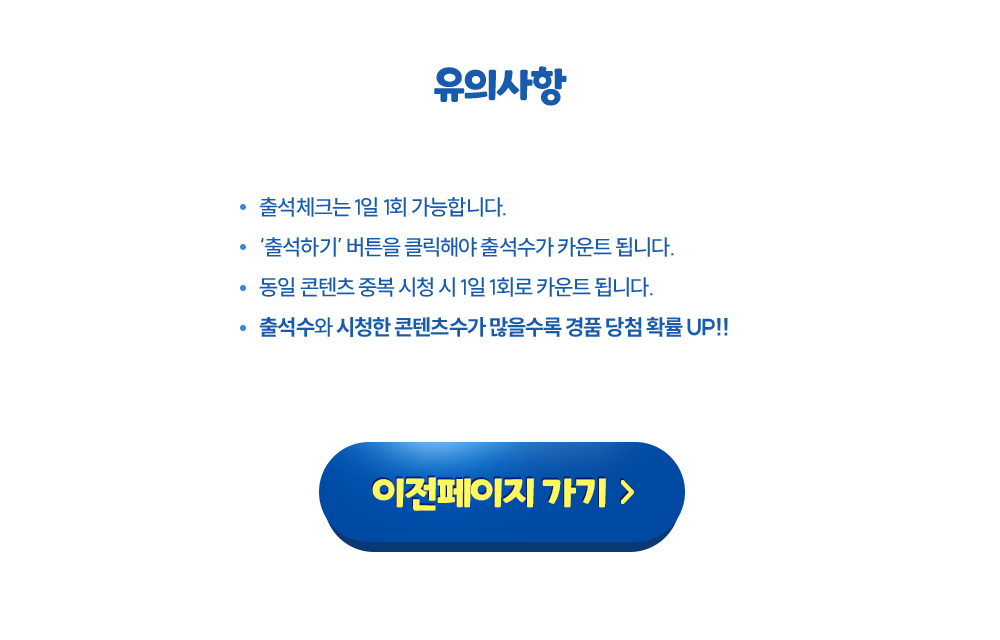 유의사항
• 출석체크는 1일 1회 가능합니다.
• ‘출석하기’ 버튼을 클릭해야 출석수가 카운트 됩니다.
• 동일 콘텐츠 중복 시청 시 1일 1회로 카운트 됩니다.
• 출석수와 시청한 콘텐츠수가 많을수록 경품 당첨 확률 UP!!
이전페이지 가기 >